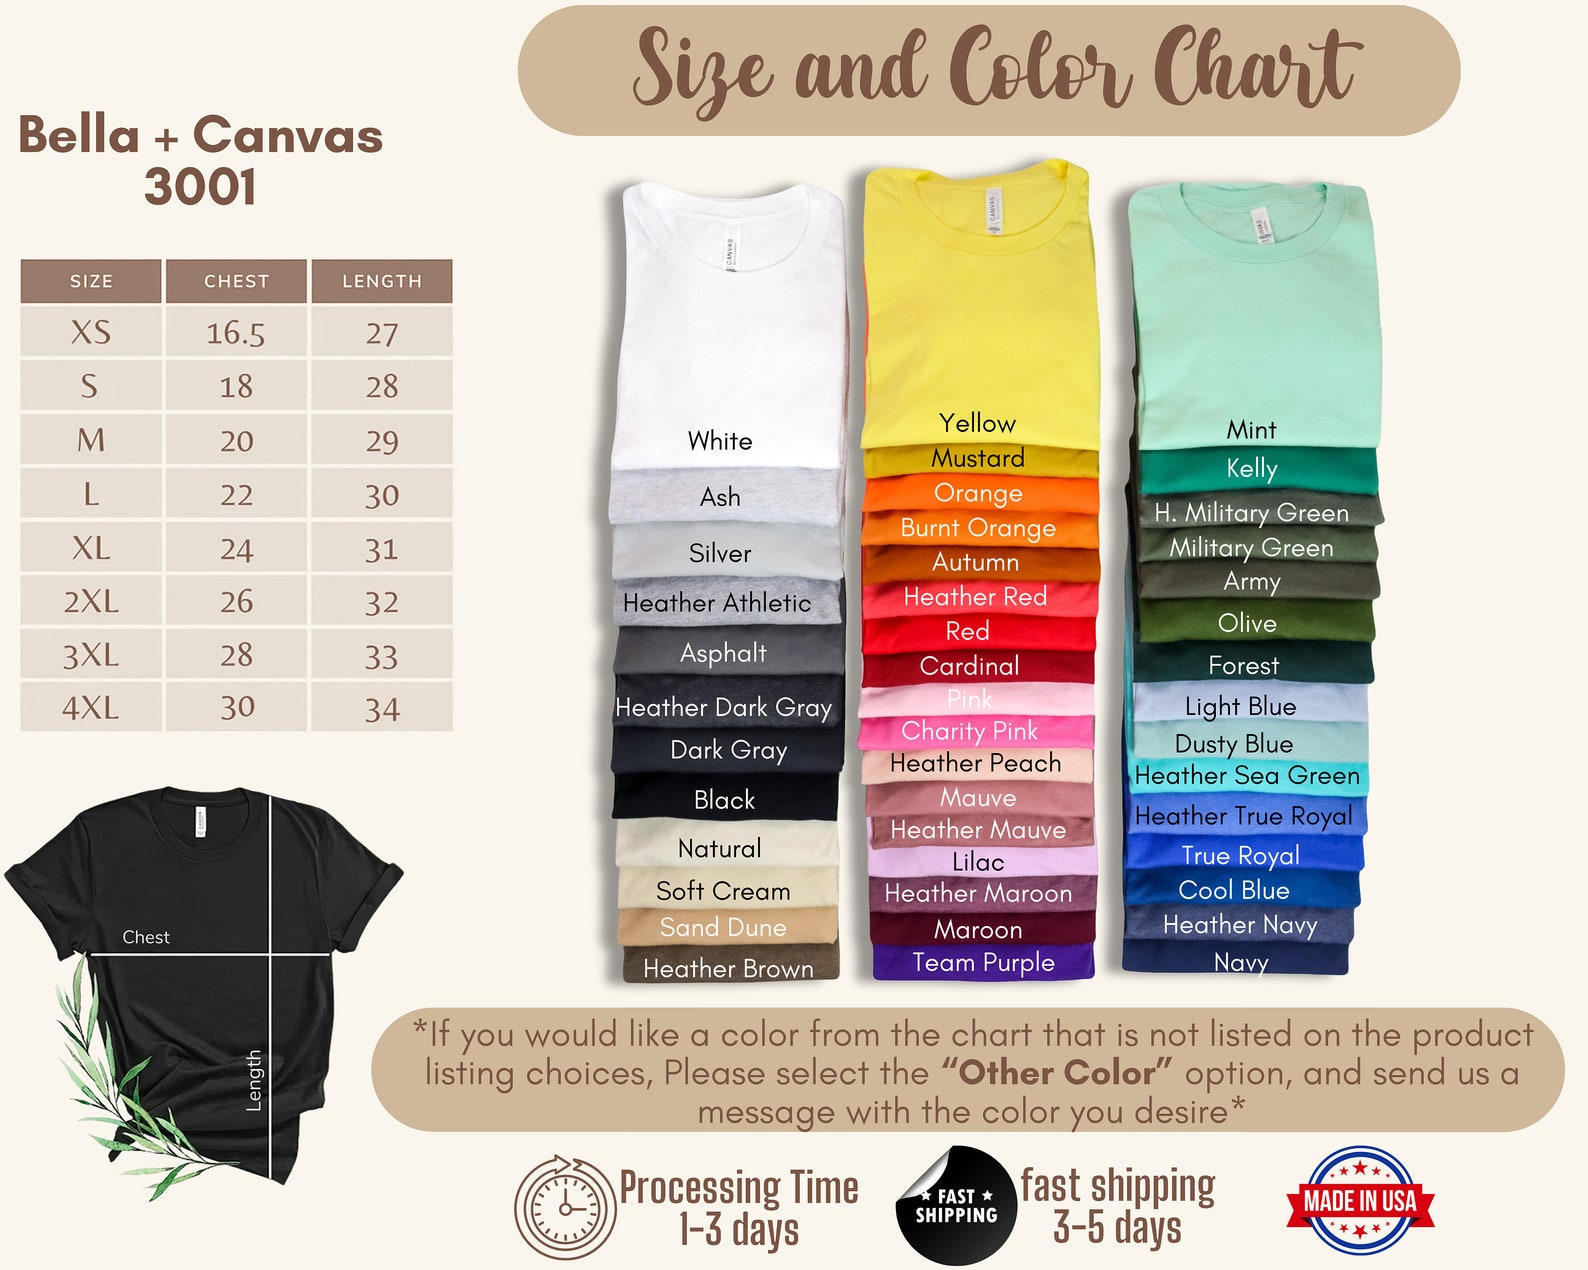 Size and Color Chart
Bella + Canvas
3001
SIZE CHEST LENGTH
XS 16.5 27
S 18 28
M 20 29
L 22 30
XL 24 31
2XL 26 32
3XL 28 33
4XL 30 34
Chest
Length
CANVAS
White
Ash
Silver
Heather Athletic
Asphalt
Heather Dark Gray
Dark Gray
Black
Natural
Soft Cream
Sand Dune
Heather Brown
CANVAS
Yellow
Mustard
Orange
Burnt Orange
Autumn
Heather Red
Red
Cardinal
Pink
Charity Pink
Heather Peach
Mauve
Heather Mauve
Lilac
Heather Maroon
Maroon
Team Purple
CANVAS
Mint
Kelly
H. Military Green
Military Green
Army
Olive
Forest
Light Blue
Dusty Blue
Heather Sea Green
Heather True Royal
True Royal
Cool Blue
Heather Navy
Navy
*If you would like a color from the chart that is not listed on the product
listing choices, Please select the “Other Color” option, and send us a
message with the color you desire*
Processing Time
1-3 days
FAST
SHIPPING
fast shipping
3-5 days
MADE IN USA